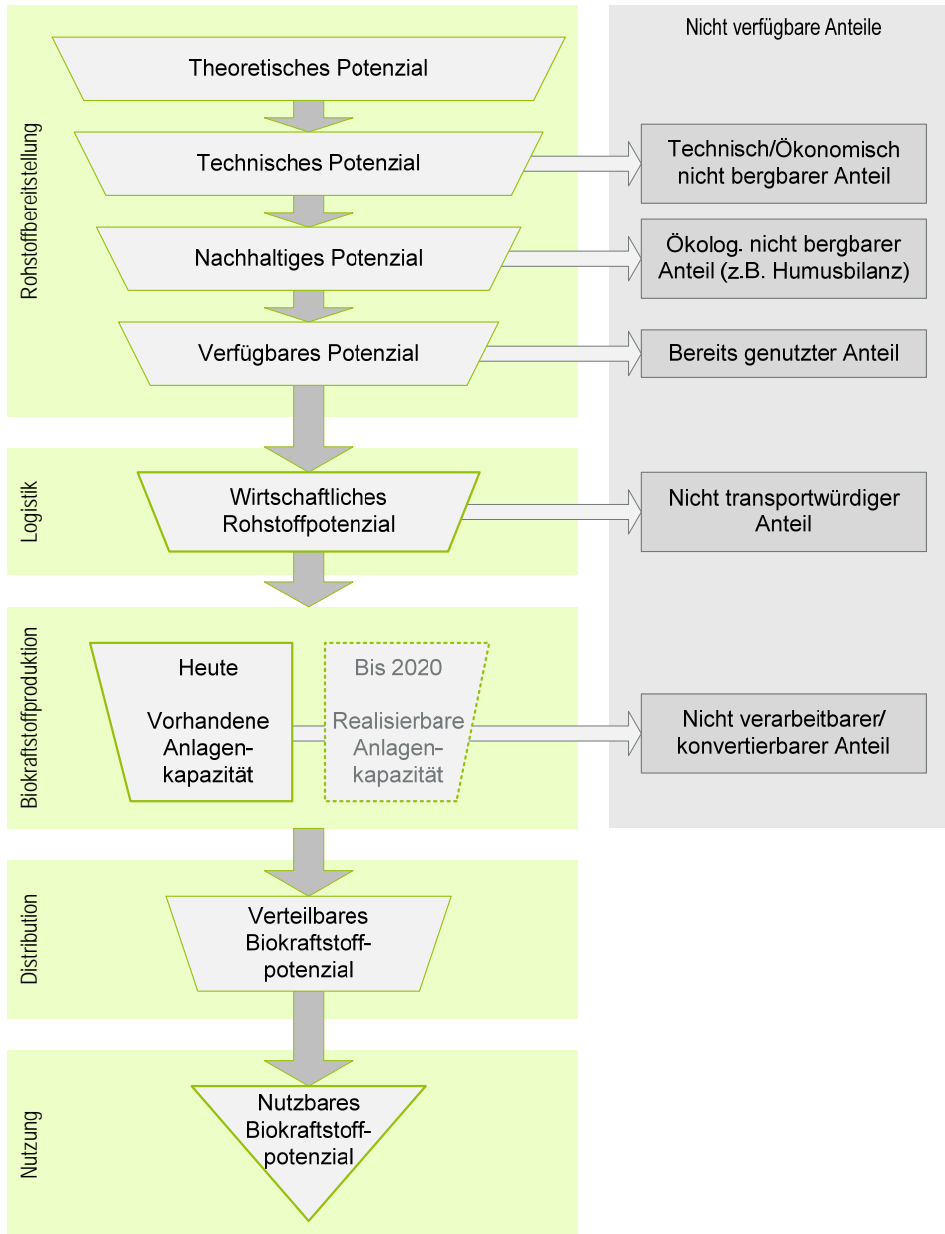 Nicht verfügbare Anteile
Rohstoffbereitstellung
Theoretisches Potenzial
Technisches Potenzial
Technisch/Ökonomisch
nicht bergbarer Anteil
Nachhaltiges Potenzial
Ökolog. nicht bergbarer
Anteil (z.B. Humusbilanz)
Verfügbares Potenzial
Bereits genutzter Anteil
Logistik
Wirtschaftliches
Rohstoffpotenzial
Nicht transportwürdiger
Anteil
Biokraftstoffproduktion
Heute
Vorhandene
Anlagen-
kapazität
Bis 2020
Realisierbare
Anlagen-
kapazität
Nicht verarbeitbarer/
konvertierbarer Anteil
Distribution
Verteilbares
Biokraftstoff-
potenzial
Nutzung
Nutzbares
Biokraftstoff-
potenzial